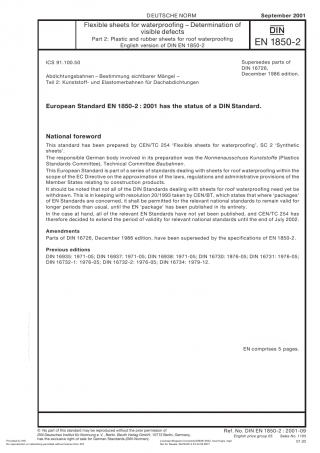 DEUTSCHE NORM
September 2001
Flexible sheets for waterproofing – Determination of
visible defects
Part 2: Plastic and rubber sheets for roof waterproofing
English version of DIN EN 1850-2
DIN
EN 1850-2
ICS 91.100.50
Supersedes parts of
DIN 16726,
December 1986 edition.
Abdichtungsbahnen – Bestimmung sichtbarer Mängel –
Teil 2: Kunststoff- und Elastomerbahnen für Dachabdichtungen
European Standard EN 1850-2 : 2001 has the status of a DIN Standard.
National foreword
This standard has been prepared by CEN/TC 254 'Flexible sheets for waterproofing', SC 2 'Synthetic
sheets'.
The responsible German body involved in its preparation was the Normenausschuss Kunststoffe (Plastics
Standards Committee), Technical Committee Baubahnen.
This European Standard is part of a series of standards dealing with sheets for roof waterproofing within the
scope of the EC Directive on the approximation of the laws, regulations and administrative provisions of the
Member States relating to construction products.
It should be noted that not all of the DIN Standards dealing with sheets for roof waterproofing need yet be
withdrawn. This is in keeping with resolution 20/1993 taken by CEN/BT, which states that where 'packages'
of EN Standards are concerned, it shall be permitted for the relevant national standards to remain valid for
longer periods than usual, until the EN 'package' has been published in its entirety.
In the case at hand, all of the relevant EN Standards have not yet been published, and CEN/TC 254 has
therefore decided to extend the period of validity for relevant national standards until the end of July 2002.
Amendments
Parts of DIN 16726, December 1986 edition, have been superseded by the specifications of EN 1850-2.
Previous editions
DIN 16935: 1971-05; DIN 16937: 1971-05; DIN 16938: 1971-05; DIN 16730: 1976-05; DIN 16731: 1976-05;
DIN 16732-1: 1976-05; DIN 16732-2: 1976-05; DIN 16734: 1979-12.
EN comprises 5 pages.
© No part of this standard may be reproduced without the prior permission of
DIN Deutsches Institut für Normung e. V., Berlin. Beuth Verlag GmbH, 10772 Berlin, Germany,
has the exclusive right of sale for German Standards (DIN-Normen).
Ref. No. DIN EN 1850-2 : 2001-09
English price group 05 Sales No. 1105